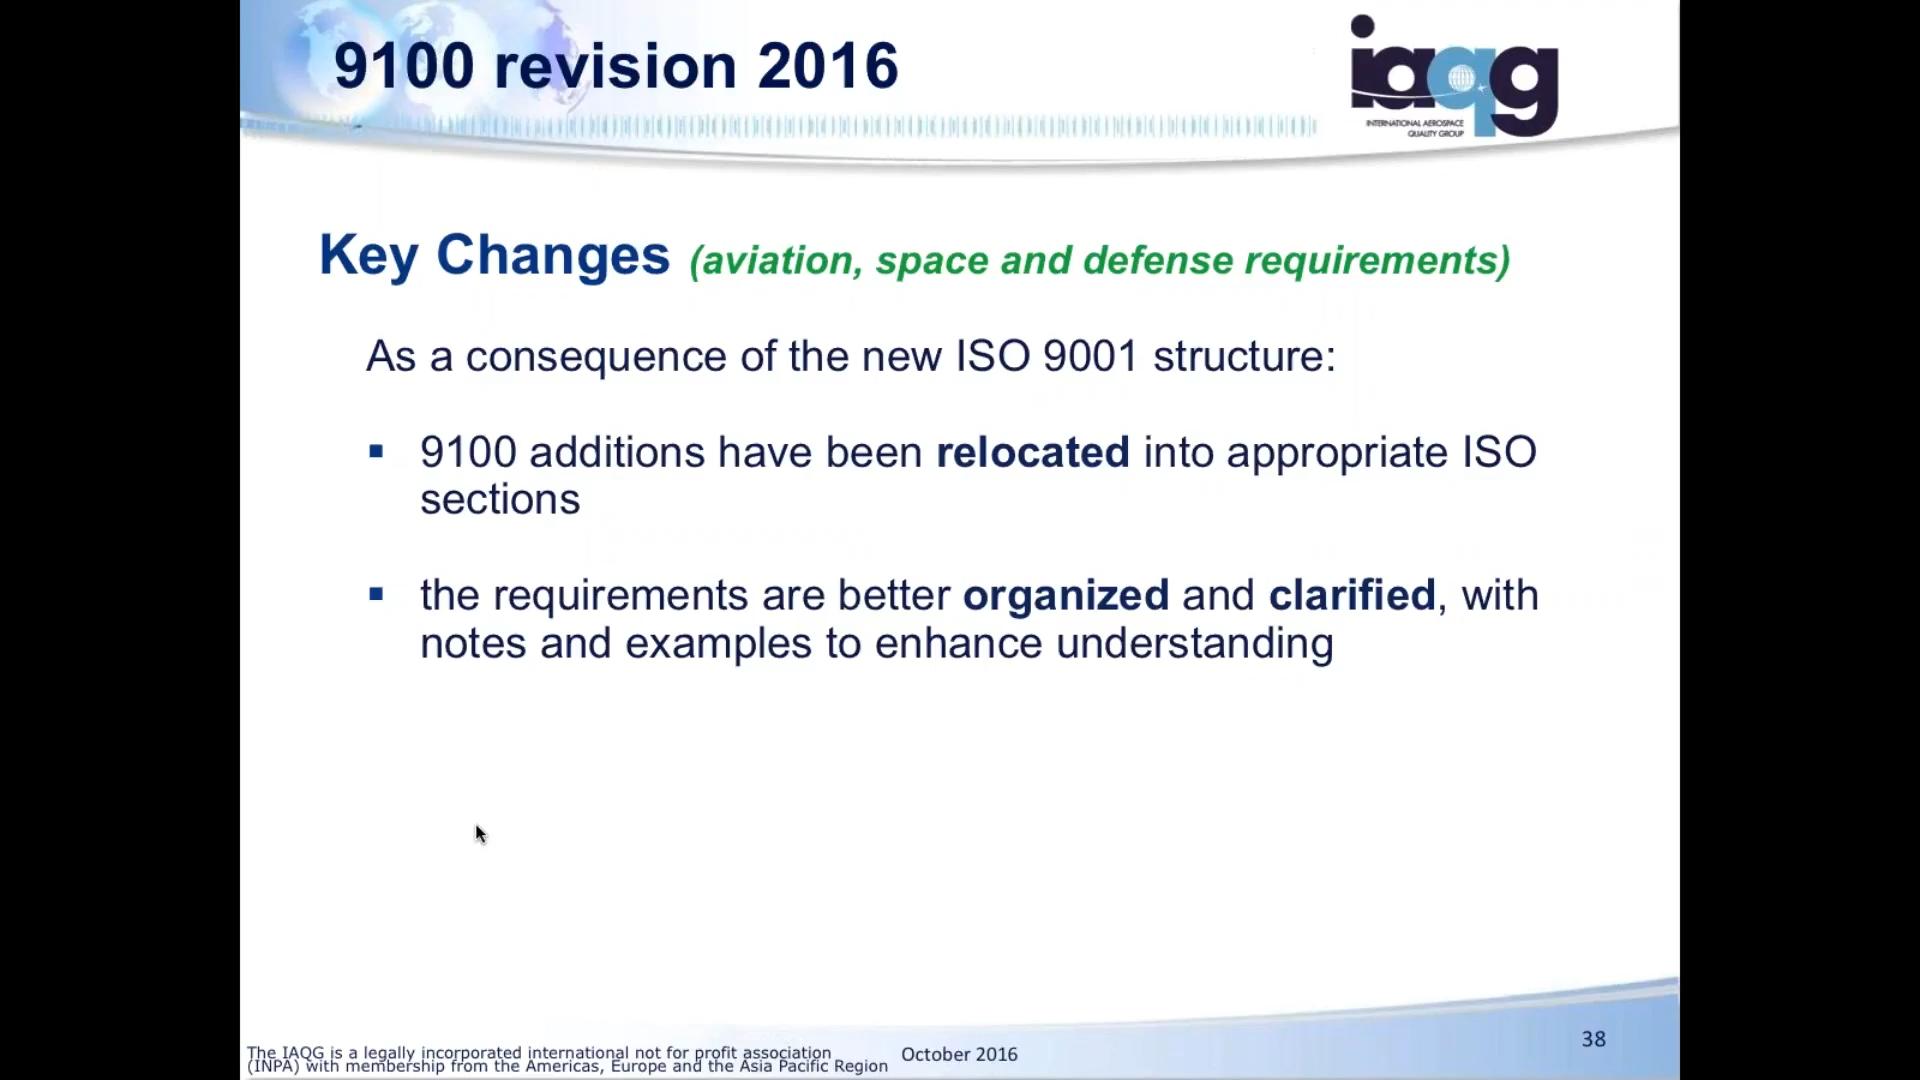 9100 revision 2016
iaqg
INTERNATIONAL AEROSPACE
QUALITY GROUP
Key Changes (aviation, space and defense requirements)
As a consequence of the new ISO 9001 structure:
▪ 9100 additions have been relocated into appropriate ISO
sections
▪ the requirements are better organized and clarified, with
notes and examples to enhance understanding
The IAQG is a legally incorporated international not for profit association
(INPA) with membership from the Americas, Europe and the Asia Pacific Region
October 2016
38